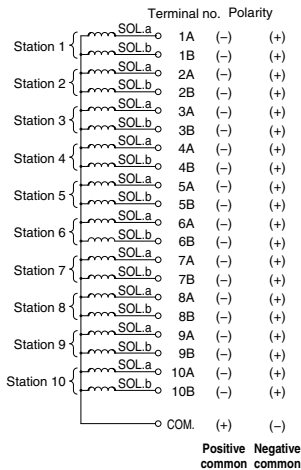 Terminal no. Polarity
Station 1 SOL.a 1A (−) (+)
SOL.b 1B (−) (+)
Station 2 SOL.a 2A (−) (+)
SOL.b 2B (−) (+)
Station 3 SOL.a 3A (−) (+)
SOL.b 3B (−) (+)
Station 4 SOL.a 4A (−) (+)
SOL.b 4B (−) (+)
Station 5 SOL.a 5A (−) (+)
SOL.b 5B (−) (+)
Station 6 SOL.a 6A (−) (+)
SOL.b 6B (−) (+)
Station 7 SOL.a 7A (−) (+)
SOL.b 7B (−) (+)
Station 8 SOL.a 8A (−) (+)
SOL.b 8B (−) (+)
Station 9 SOL.a 9A (−) (+)
SOL.b 9B (−) (+)
Station 10 SOL.a 10A (−) (+)
SOL.b 10B (−) (+)
COM. (+) (−)
Positive Negative
common common